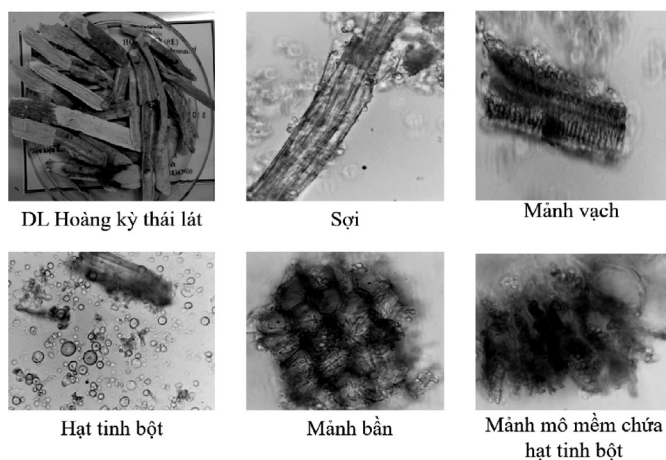 DL Hoàng kỳ thái lát
Sợi
Mảnh vạch
Hạt tinh bột
Mảnh bần
Mảnh mô mềm chứa
hạt tinh bột